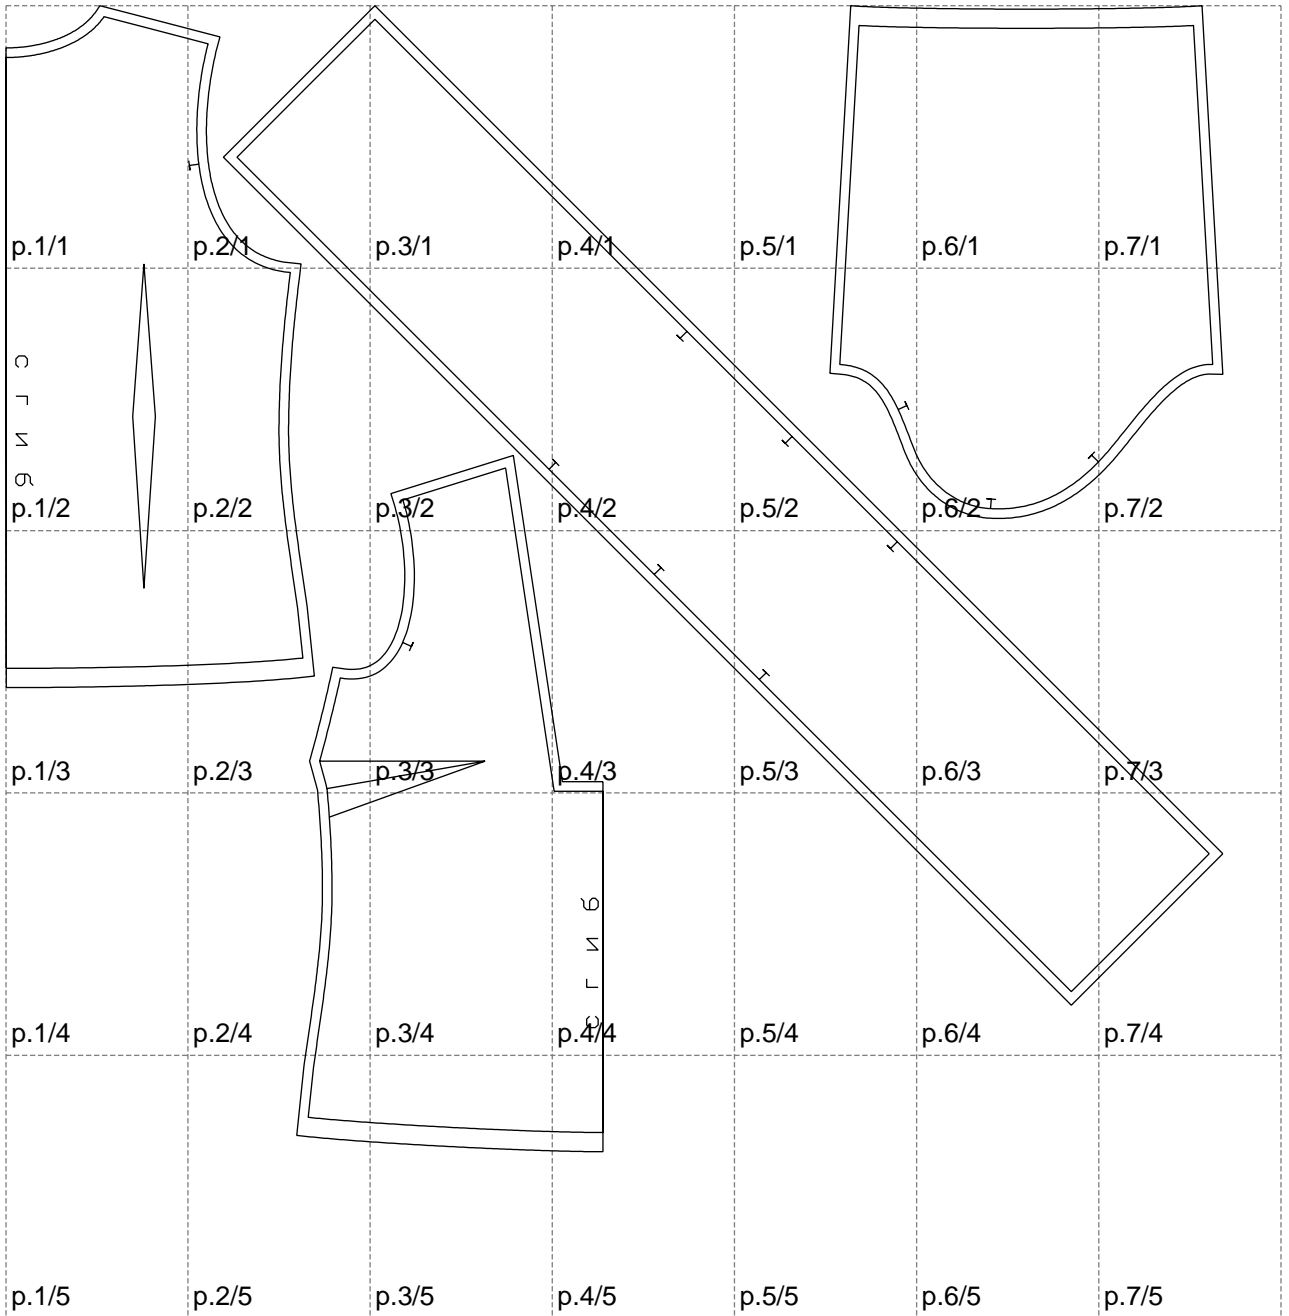 p.1/1 p.2/1 p.3/1 p.4/1 p.5/1 p.6/1 p.7/1
сгиб
p.1/2 p.2/2 p.3/2 p.4/2 p.5/2 p.6/2 p.7/2
p.1/3 p.2/3 p.3/3 p.4/3 p.5/3 p.6/3 p.7/3
сгиб
p.1/4 p.2/4 p.3/4 p.4/4 p.5/4 p.6/4 p.7/4
p.1/5 p.2/5 p.3/5 p.4/5 p.5/5 p.6/5 p.7/5